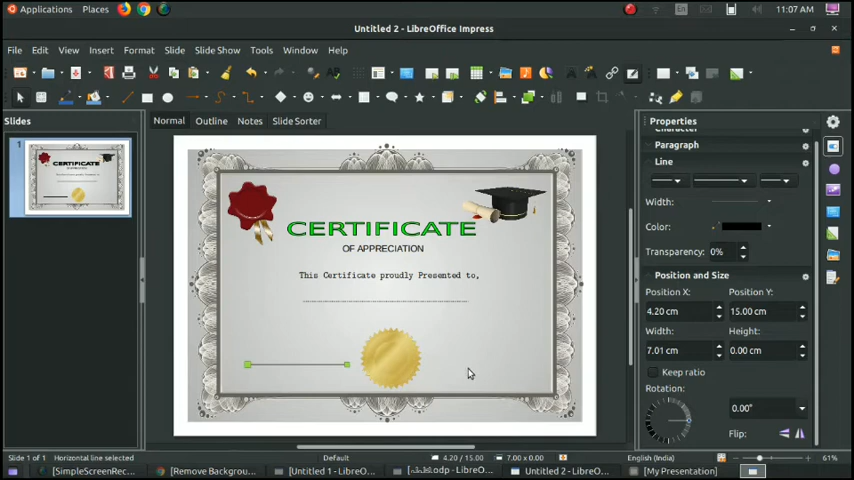 Applications Places En 11:07 AM
Untitled 2 - LibreOffice Impress
File Edit View Insert Format Slide Slide Show Tools Window Help
Slides
Normal Outline Notes Slide Sorter
Properties
Character
Paragraph
Line
Width:
Color:
Transparency: 0%
Position and Size
Position X: Position Y:
4.20 cm 15.00 cm
Width: Height:
7.01 cm 0.00 cm
Keep ratio
Rotation:
0.00°
Flip:
1
CERTIFICATE
OF APPRECIATION
This Certificate proudly Presented to,
Slide 1 of 1 Horizontal line selected Default 4.20 / 15.00 7.00 x 0.00 English (India) 61%
[SimpleScreenRec... [Remove Backgrou... [Untitled 1 - LibreO... .odp - LibreO... Untitled 2 - LibreO... [My Presentation]